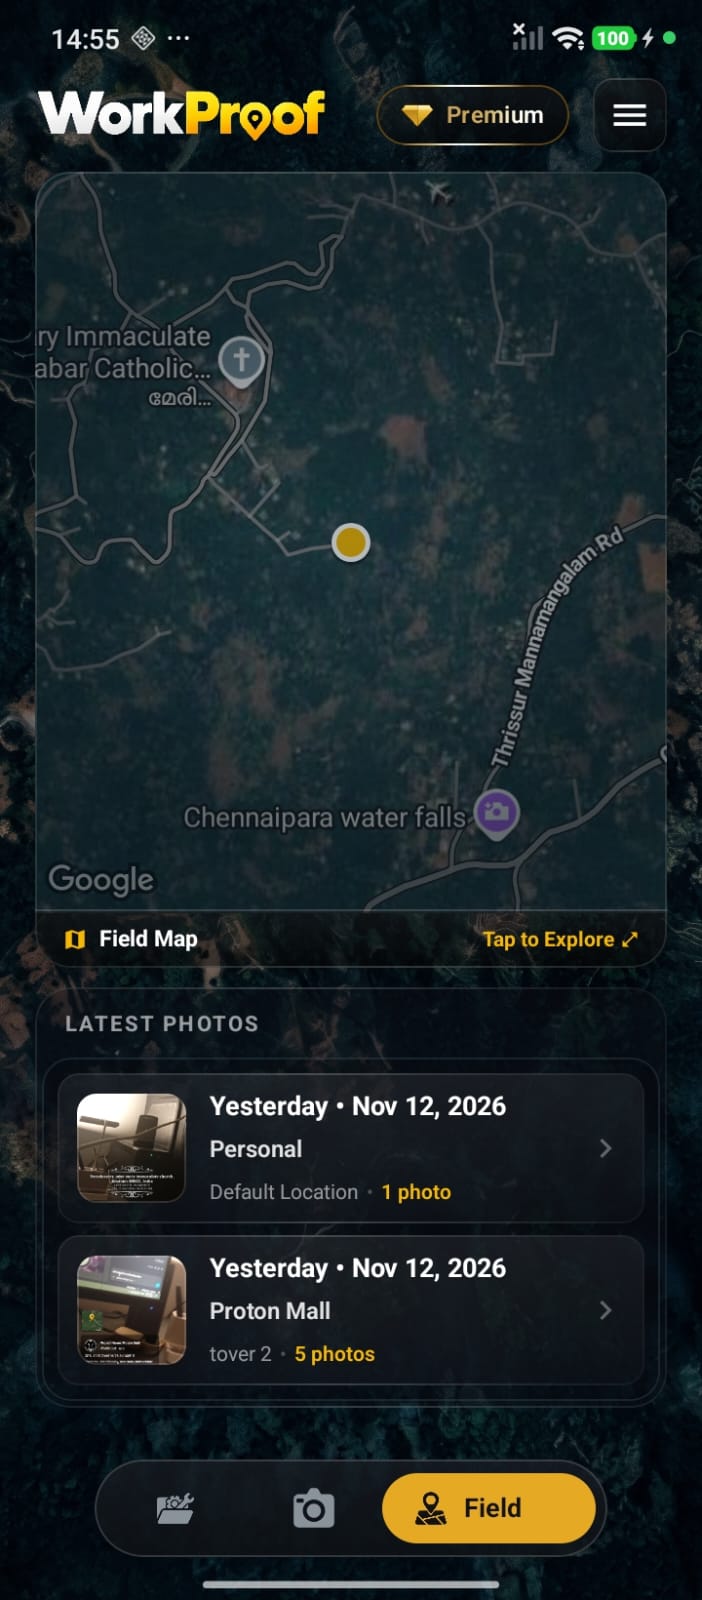 14:55
100
WorkProof
Premium
ry Immaculate
abar Catholic...
മേരി...
Thrissur Mannamangalam Rd
Chennaipara water falls
Google
Field Map
Tap to Explore
LATEST PHOTOS
Yesterday • Nov 12, 2026
Personal
Default Location • 1 photo
Yesterday • Nov 12, 2026
Proton Mall
tover 2 • 5 photos
Field